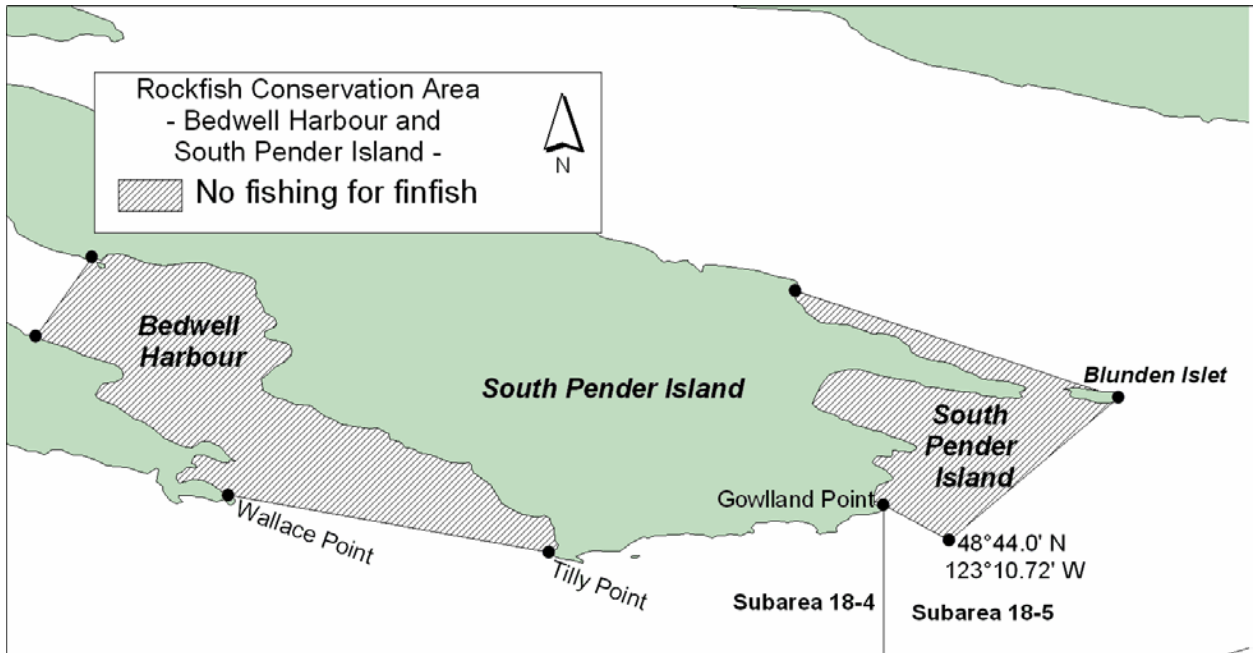 Rockfish Conservation Area
- Bedwell Harbour and
South Pender Island -
N
No fishing for finfish
Bedwell
Harbour
South Pender Island
Blunden Islet
South
Pender
Island
Gowlland Point
Wallace Point
Tilly Point
48°44.0' N
123°10.72' W
Subarea 18-4
Subarea 18-5